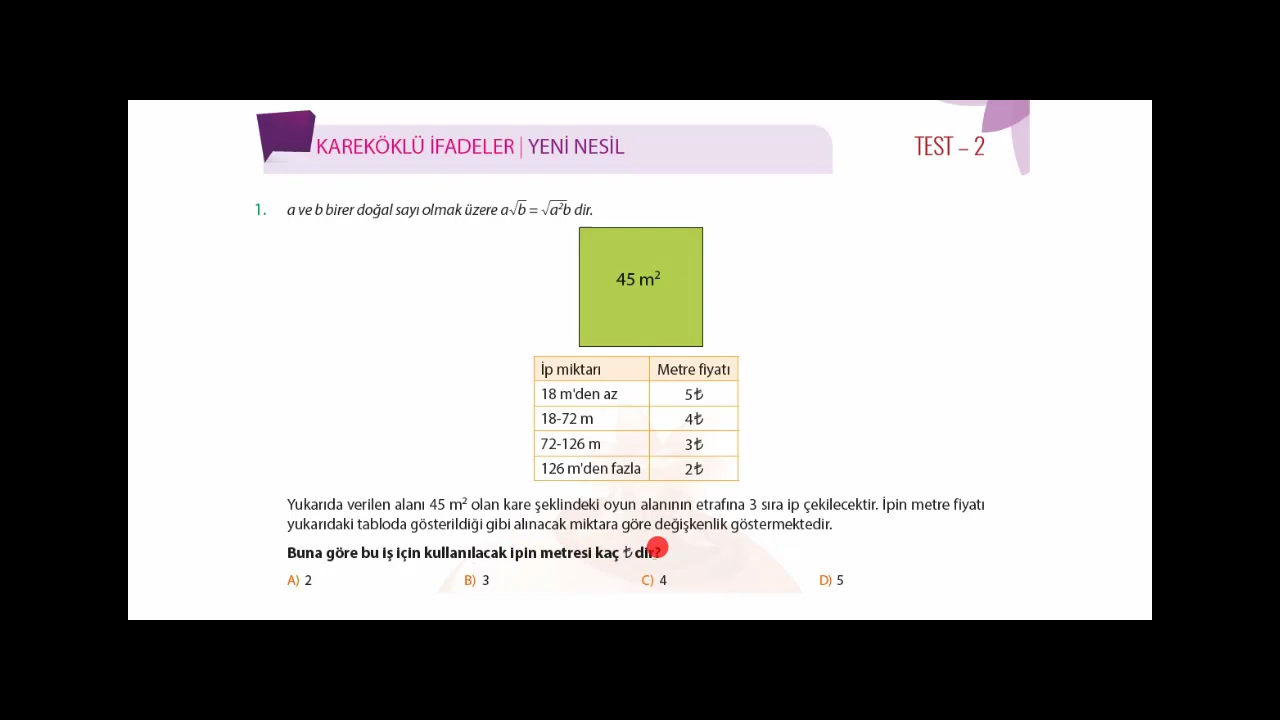 KAREKÖKLÜ İFADELER | YENİ NESİL
TEST – 2
1. a ve b birer doğal sayı olmak üzere a√b = √a²b dir.
45 m²
İp miktarı Metre fiyatı
18 m'den az 5₺
18-72 m 4₺
72-126 m 3₺
126 m'den fazla 2₺
Yukarıda verilen alanı 45 m² olan kare şeklindeki oyun alanının etrafına 3 sıra ip çekilecektir. İpin metre fiyatı
yukarıdaki tabloda gösterildiği gibi alınacak miktara göre değişkenlik göstermektedir.
Buna göre bu iş için kullanılacak ipin metresi kaç ₺ dir?
A) 2 B) 3 C) 4 D) 5